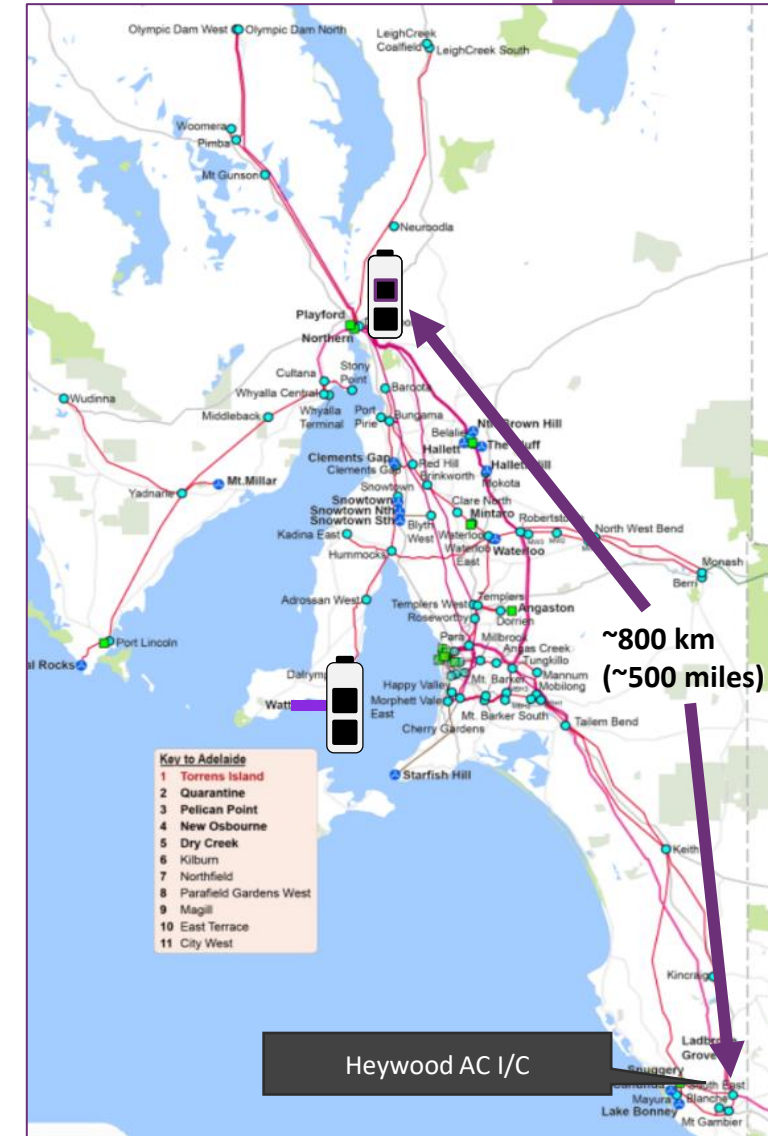 Olympic Dam West
Olympic Dam North
LeighCreek
Coalfield
LeighCreek South
Woomera
Pimba
Mt Gunson
Neuroodla
Playford
Northern
Cultana
Stony
Point
Baroota
Wudinna
Whyalla Central
Middleback
Whyalla
Terminal
Port
Pirie
Bungama
Nth Brown Hill
Belalie
Hallett
The Bluff
Clements Gap
Clements Gap
Red Hill
Hallett Hill
Brinkworth
Mokota
Mt.Millar
Yadnarie
Snowtown
Clare North
Snowtown
Mintaro
Snowtown Nth
Snowtown Sth
Robertstown
North West Bend
Kadina East
Blyth
West
Waterloo
Waterloo
East
Waterloo
Hummocks
Monash
Berri
Adrossan West
Templers West
Templers
Angaston
Roseworthy
Dorrien
Port Lincoln
Para
Millbrook
Angas Creek
Tungkillo
~800 km
(~500 miles)
Happy Valley
Mt. Barker
Mannum
Mobilong
Morphett Vale
East
Mt. Barker South
Cherry Gardens
Tailem Bend
Starfish Hill
Key to Adelaide
1 Torrens Island
2 Quarantine
3 Pelican Point
4 New Osbourne
5 Dry Creek
6 Kilburn
7 Northfield
8 Parafield Gardens West
9 Magill
10 East Terrace
11 City West
Keith
Kincraig
Heywood AC I/C
Ladbroke
Grove
Snuggery
South East
Mayura
Blanche
Lake Bonney
Mt Gambier